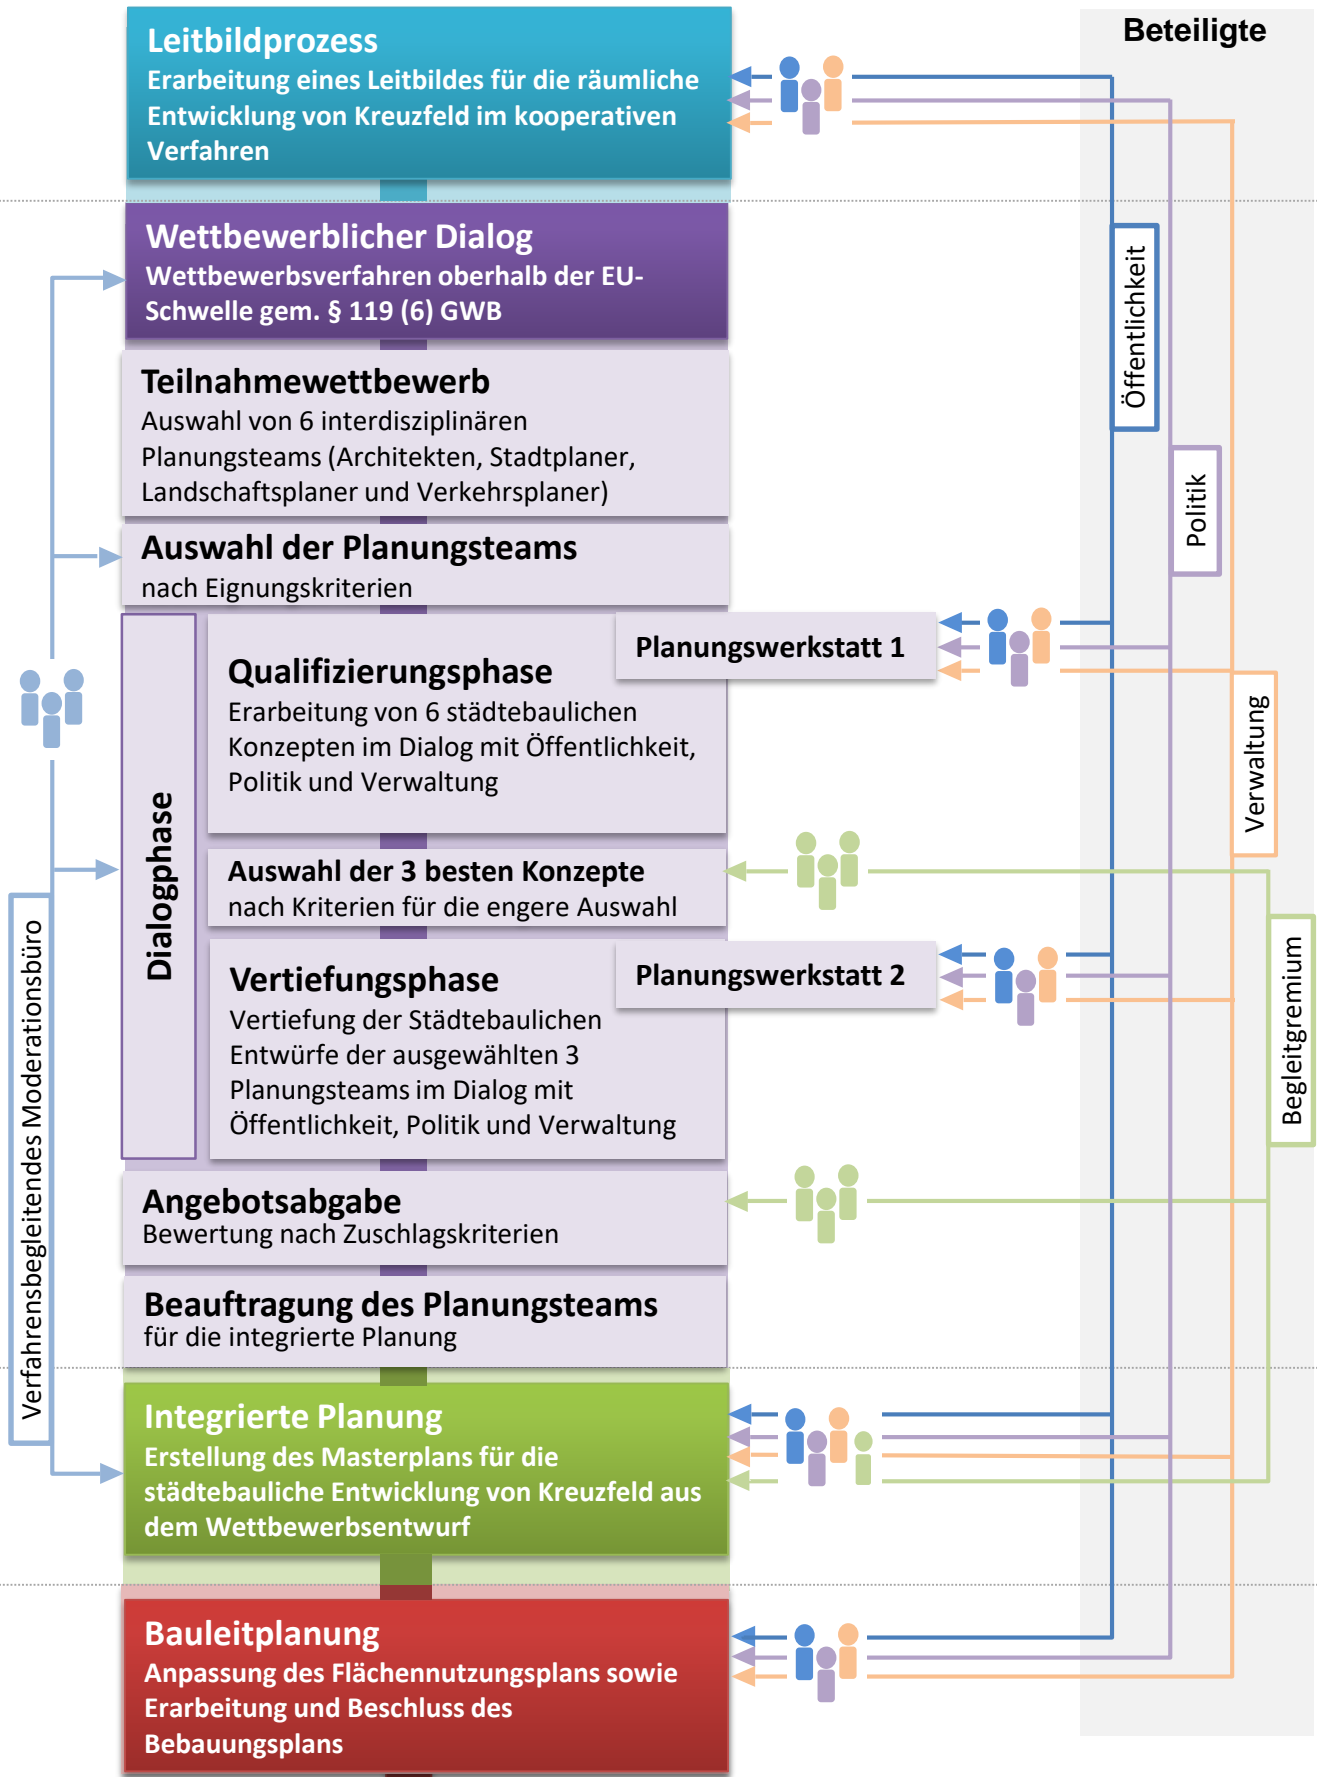 Beteiligte
Leitbildprozess
Erarbeitung eines Leitbildes für die räumliche
Entwicklung von Kreuzfeld im kooperativen
Verfahren
Wettbewerblicher Dialog
Wettbewerbsverfahren oberhalb der EU-
Schwelle gem. § 119 (6) GWB
Teilnahmewettbewerb
Auswahl von 6 interdisziplinären
Planungsteams (Architekten, Stadtplaner,
Landschaftsplaner und Verkehrsplaner)
Auswahl der Planungsteams
nach Eignungskriterien
Dialogphase
Qualifizierungsphase
Erarbeitung von 6 städtebaulichen
Konzepten im Dialog mit Öffentlichkeit,
Politik und Verwaltung
Planungswerkstatt 1
Auswahl der 3 besten Konzepte
nach Kriterien für die engere Auswahl
Vertiefungsphase
Vertiefung der Städtebaulichen
Entwürfe der ausgewählten 3
Planungsteams im Dialog mit
Öffentlichkeit, Politik und Verwaltung
Planungswerkstatt 2
Angebotsabgabe
Bewertung nach Zuschlagskriterien
Beauftragung des Planungsteams
für die integrierte Planung
Integrierte Planung
Erstellung des Masterplans für die
städtebauliche Entwicklung von Kreuzfeld aus
dem Wettbewerbsentwurf
Bauleitplanung
Anpassung des Flächennutzungsplans sowie
Erarbeitung und Beschluss des
Bebauungsplans
Verfahrensbegleitendes Moderationsbüro
Öffentlichkeit
Politik
Verwaltung
Begleitgremium